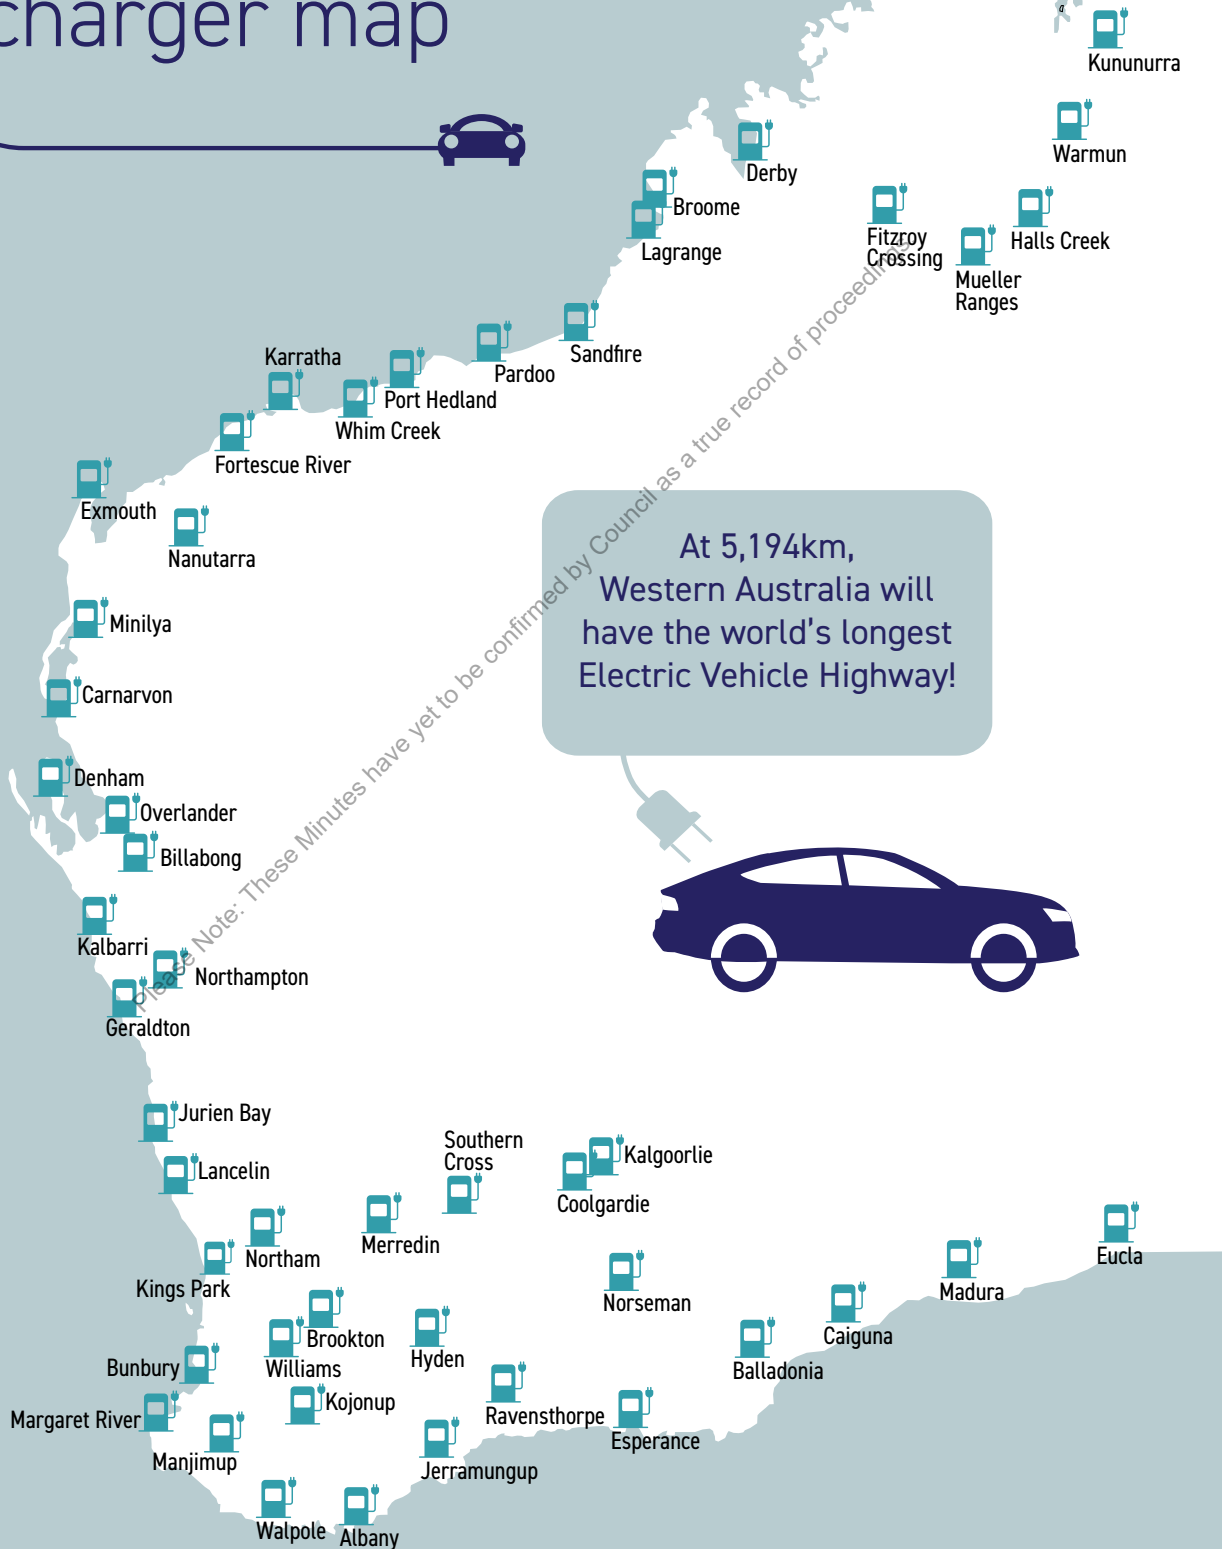 charger map
Kununurra
Warmun
Derby
Broome
Lagrange
Fitzroy
Crossing
Halls Creek
Mueller
Ranges
Sandfire
Karratha
Pardoo
Port Hedland
Whim Creek
Fortescue River
Exmouth
Nanutarra
At 5,194km,
Western Australia will
have the world's longest
Electric Vehicle Highway!
Minilya
Carnarvon
Denham
Overlander
Billabong
Kalbarri
Northampton
Geraldton
Please Note: These Minutes have yet to be confirmed by Council as a true record of proceedings
Jurien Bay
Lancelin
Southern
Cross
Kalgoorlie
Coolgardie
Merredin
Northam
Kings Park
Eucla
Madura
Norseman
Caiguna
Brookton
Williams
Hyden
Balladonia
Bunbury
Kojonup
Ravensthorpe
Margaret River
Esperance
Manjimup
Jerramungup
Walpole
Albany